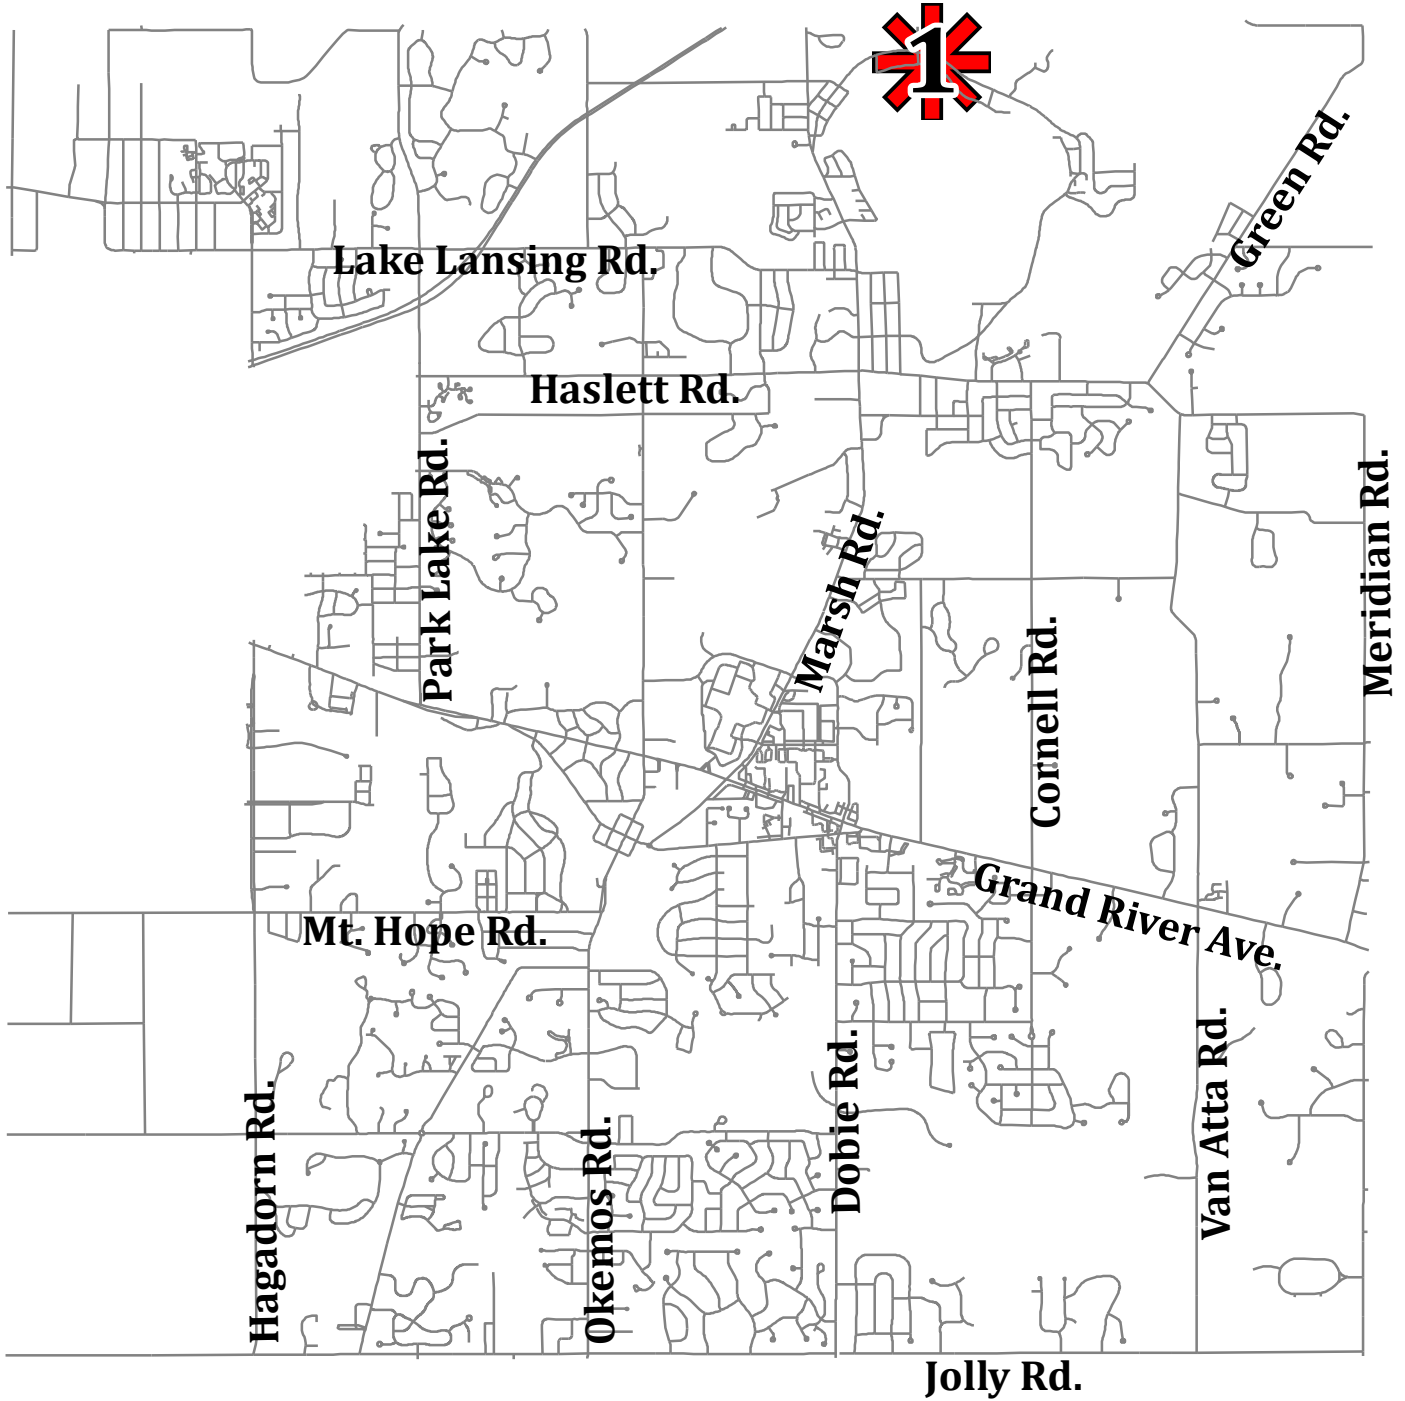 1
Green Rd.
Lake Lansing Rd.
Haslett Rd.
Park Lake Rd.
Marsh Rd.
Meridian Rd.
Cornell Rd.
Grand River Ave.
Mt. Hope Rd.
Hagadorn Rd.
Okemos Rd.
Dobie Rd.
Van Atta Rd.
Jolly Rd.